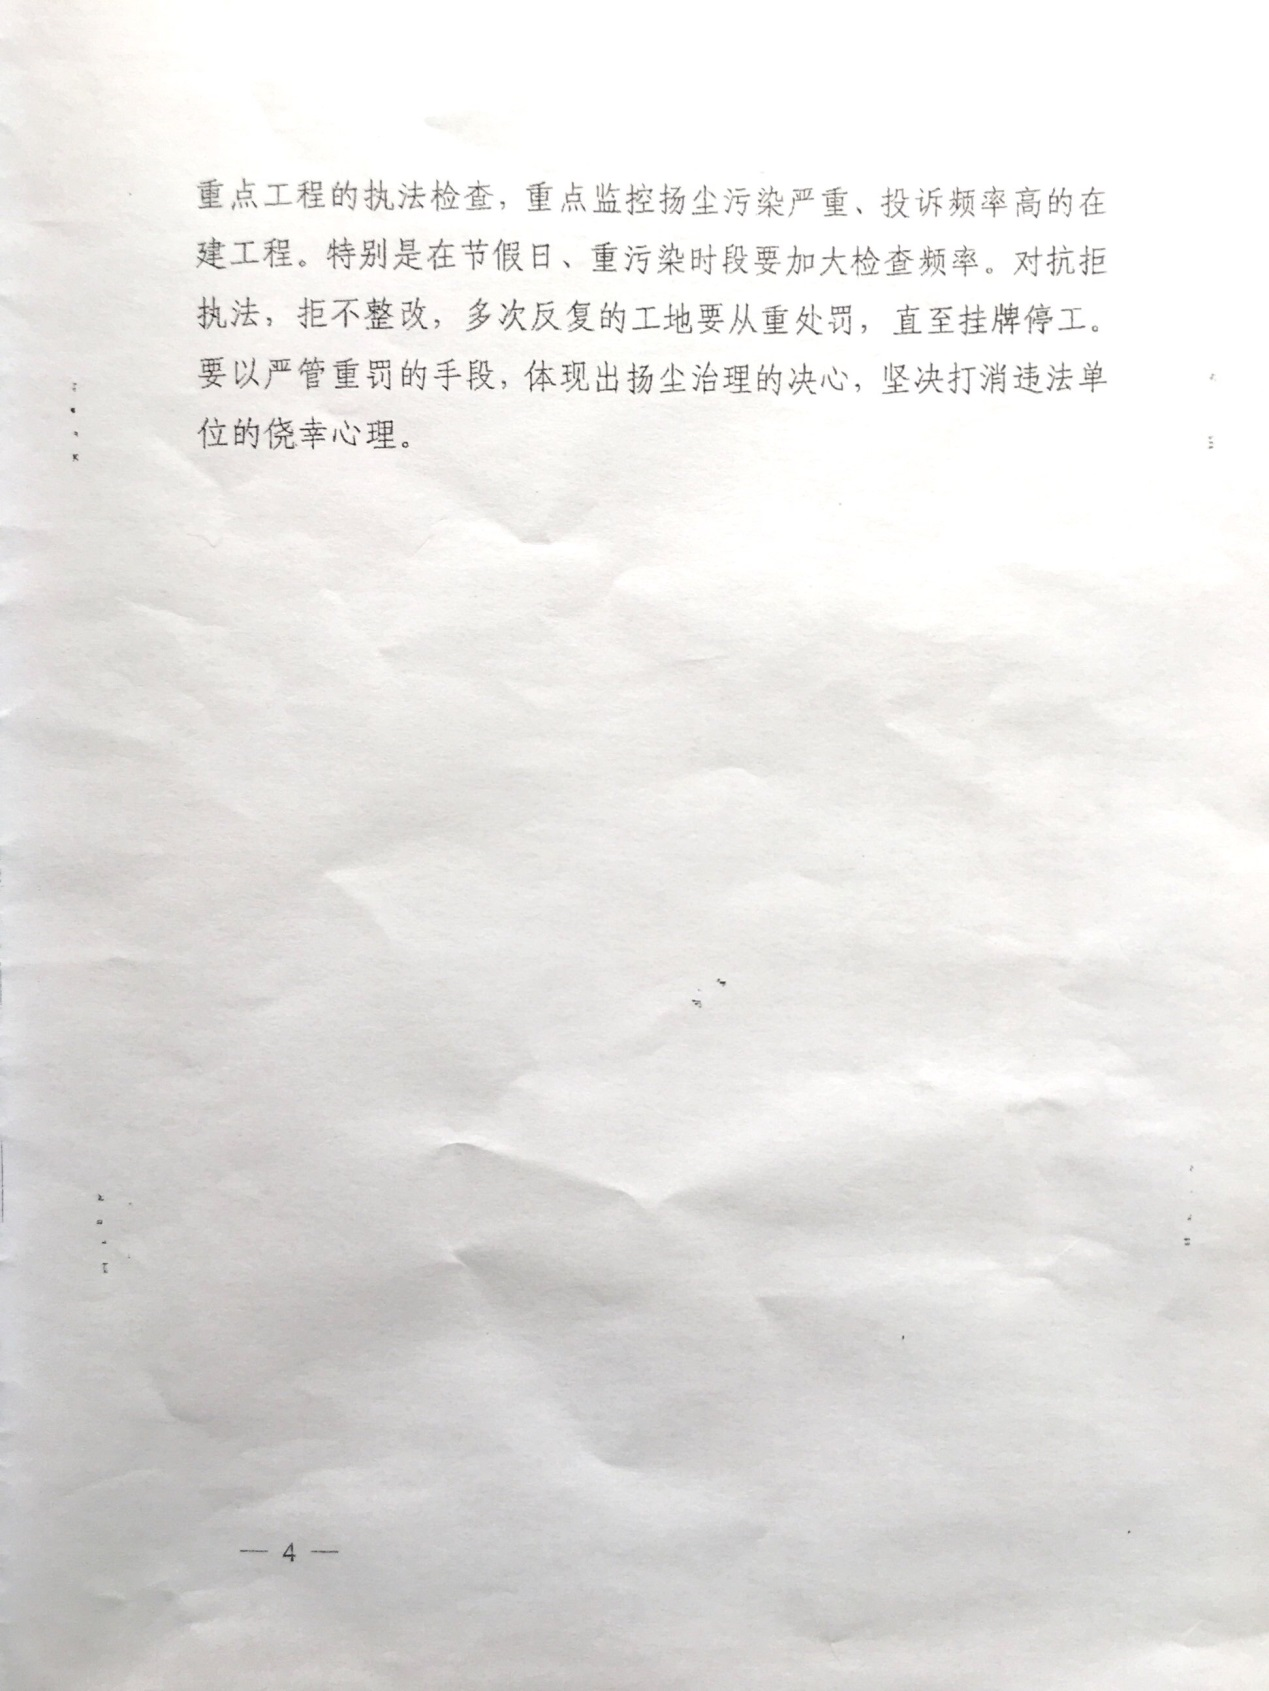 重点工程的执法检查，重点监控扬尘污染严重、投诉频率高的在
建工程。特别是在节假日、重污染时段要加大检查频率。对抗拒
执法，拒不整改，多次反复的工地要从重处罚，直至挂牌停工。
要以严管重罚的手段，体现出扬尘治理的决心，坚决打消违法单
位的侥幸心理。
— 4 —